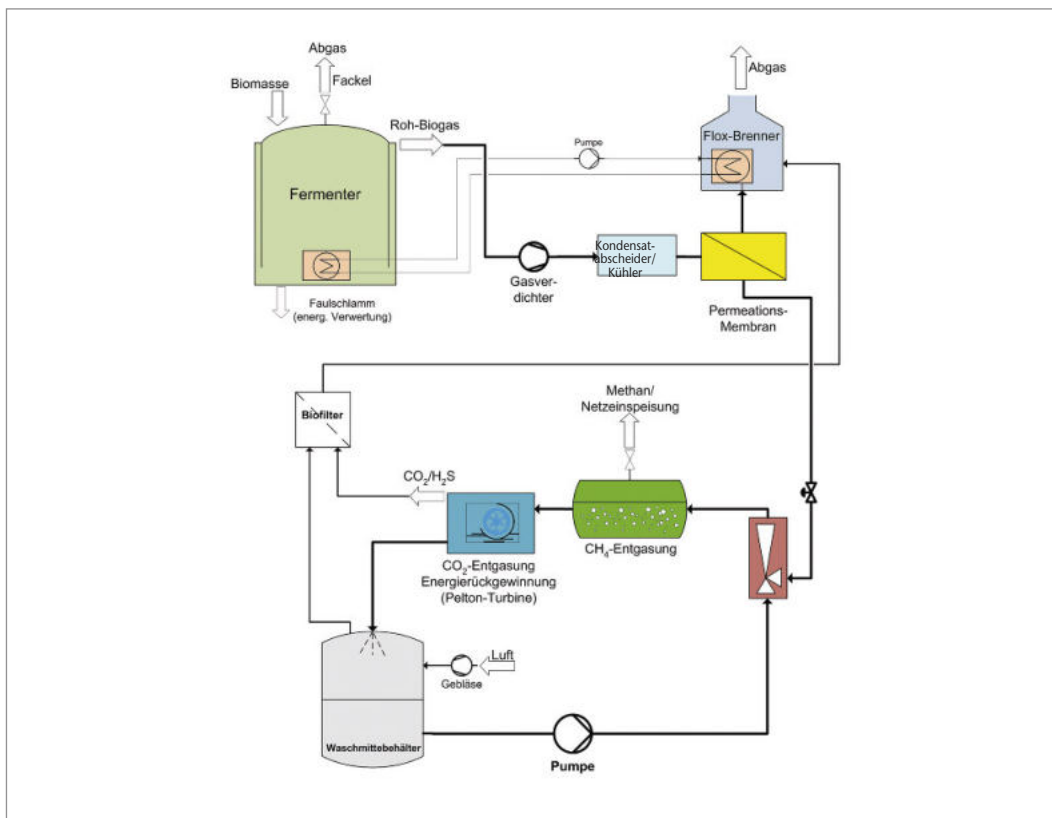 Abgas
Fackel
Biomasse
Abgas
Roh-Biogas
Flox-Brenner
Pumpe
Fermenter
Kondensat-
abscheider/
Kühler
Gasver-
dichter
Faulschlamm
(energ. Verwertung)
Permeations-
Membran
Methan/
Netzeinspeisung
Biofilter
CO₂/H₂S
CH₄-Entgasung
CO₂-Entgasung
Energierückgewinnung
(Pelton-Turbine)
Luft
Gebläse
Waschmittebehälter
Pumpe